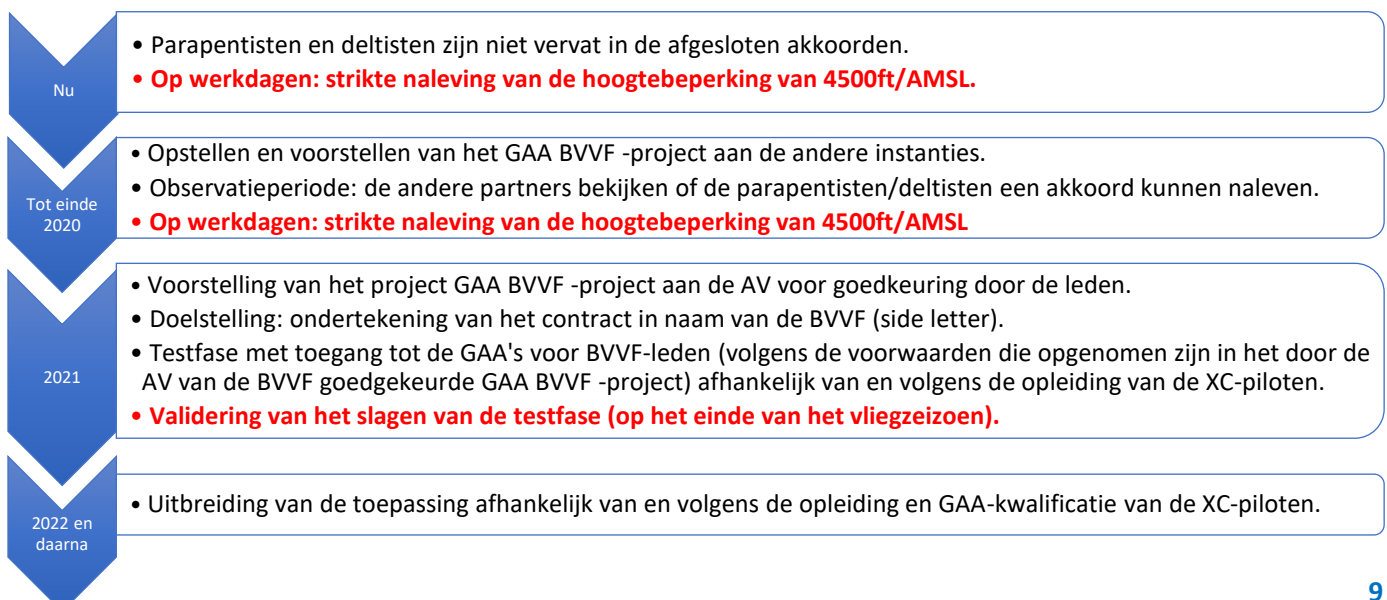 Nu
• Parapentisten en deltisten zijn niet vervat in de afgesloten akkoorden.
• Op werkdagen: strikte naleving van de hoogtebeperking van 4500ft/AMSL.
Tot einde
2020
• Opstellen en voorstellen van het GAA BVVF -project aan de andere instanties.
• Observatieperiode: de andere partners bekijken of de parapentisten/deltisten een akkoord kunnen naleven.
• Op werkdagen: strikte naleving van de hoogtebeperking van 4500ft/AMSL
2021
• Voorstelling van het project GAA BVVF -project aan de AV voor goedkeuring door de leden.
• Doelstelling: ondertekening van het contract in naam van de BVVF (side letter).
• Testfase met toegang tot de GAA's voor BVVF-leden (volgens de voorwaarden die opgenomen zijn in het door de
AV van de BVVF goedgekeurde GAA BVVF -project) afhankelijk van en volgens de opleiding van de XC-piloten.
• Validering van het slagen van de testfase (op het einde van het vliegzeizoen).
2022 en
daarna
• Uitbreiding van de toepassing afhankelijk van en volgens de opleiding en GAA-kwalificatie van de XC-piloten.
9